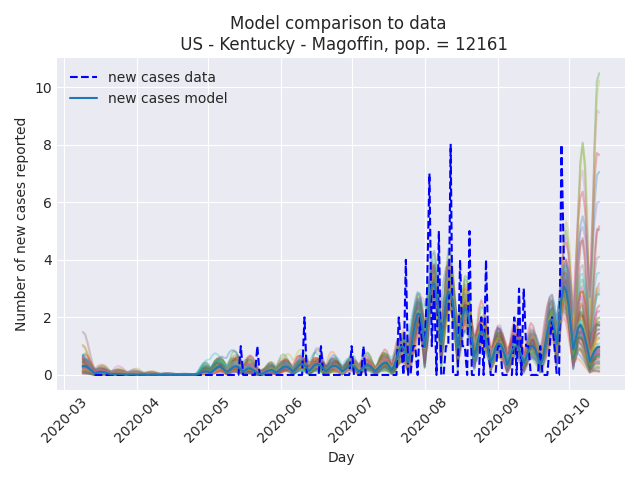 Model comparison to data
US - Kentucky - Magoffin, pop. = 12161
new cases data
new cases model
Number of new cases reported
10
8
6
4
2
0
2020-03
2020-04
2020-05
2020-06
2020-07
2020-08
2020-09
2020-10
Day